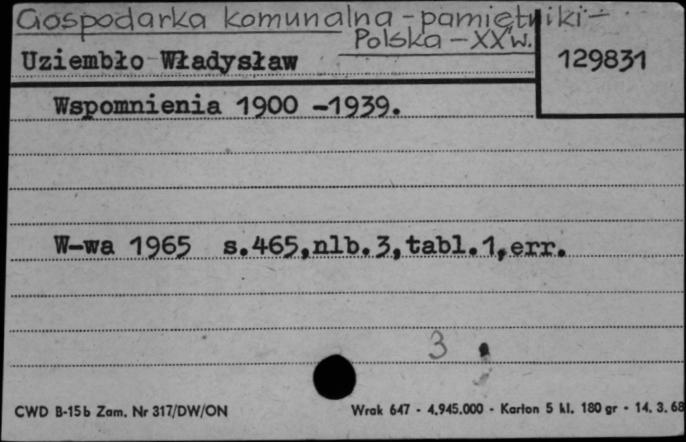 Gospodarka komunalna - pamiętniki -
Polska - XX w.
Uziembło Władysław
129831
Wspomnienia 1900 -1939.
W-wa 1965 s.465,nlb.3,tabl.1,err.
3
CWD B-15b Zam. Nr 317/DW/ON Wrak 647 - 4.945.000 - Karton 5 kl. 180 gr - 14. 3. 68